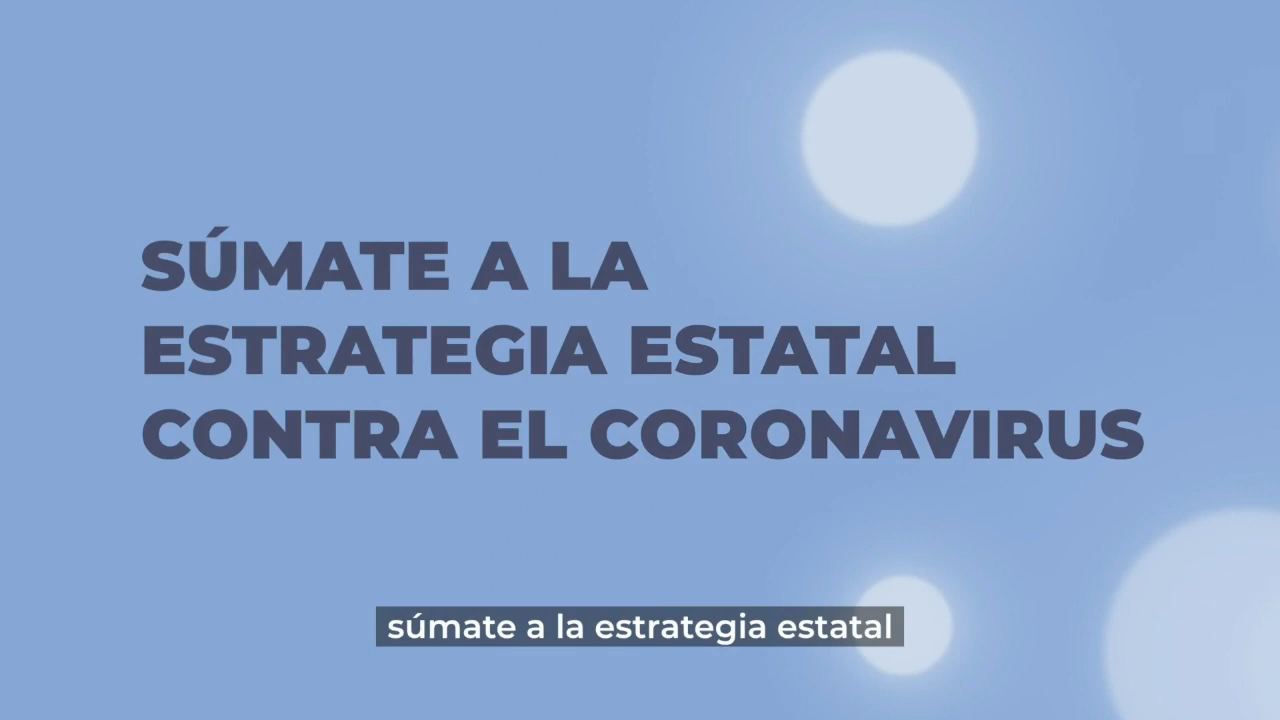 SÚMATE A LA
ESTRATEGIA ESTATAL
CONTRA EL CORONAVIRUS
súmate a la estrategia estatal